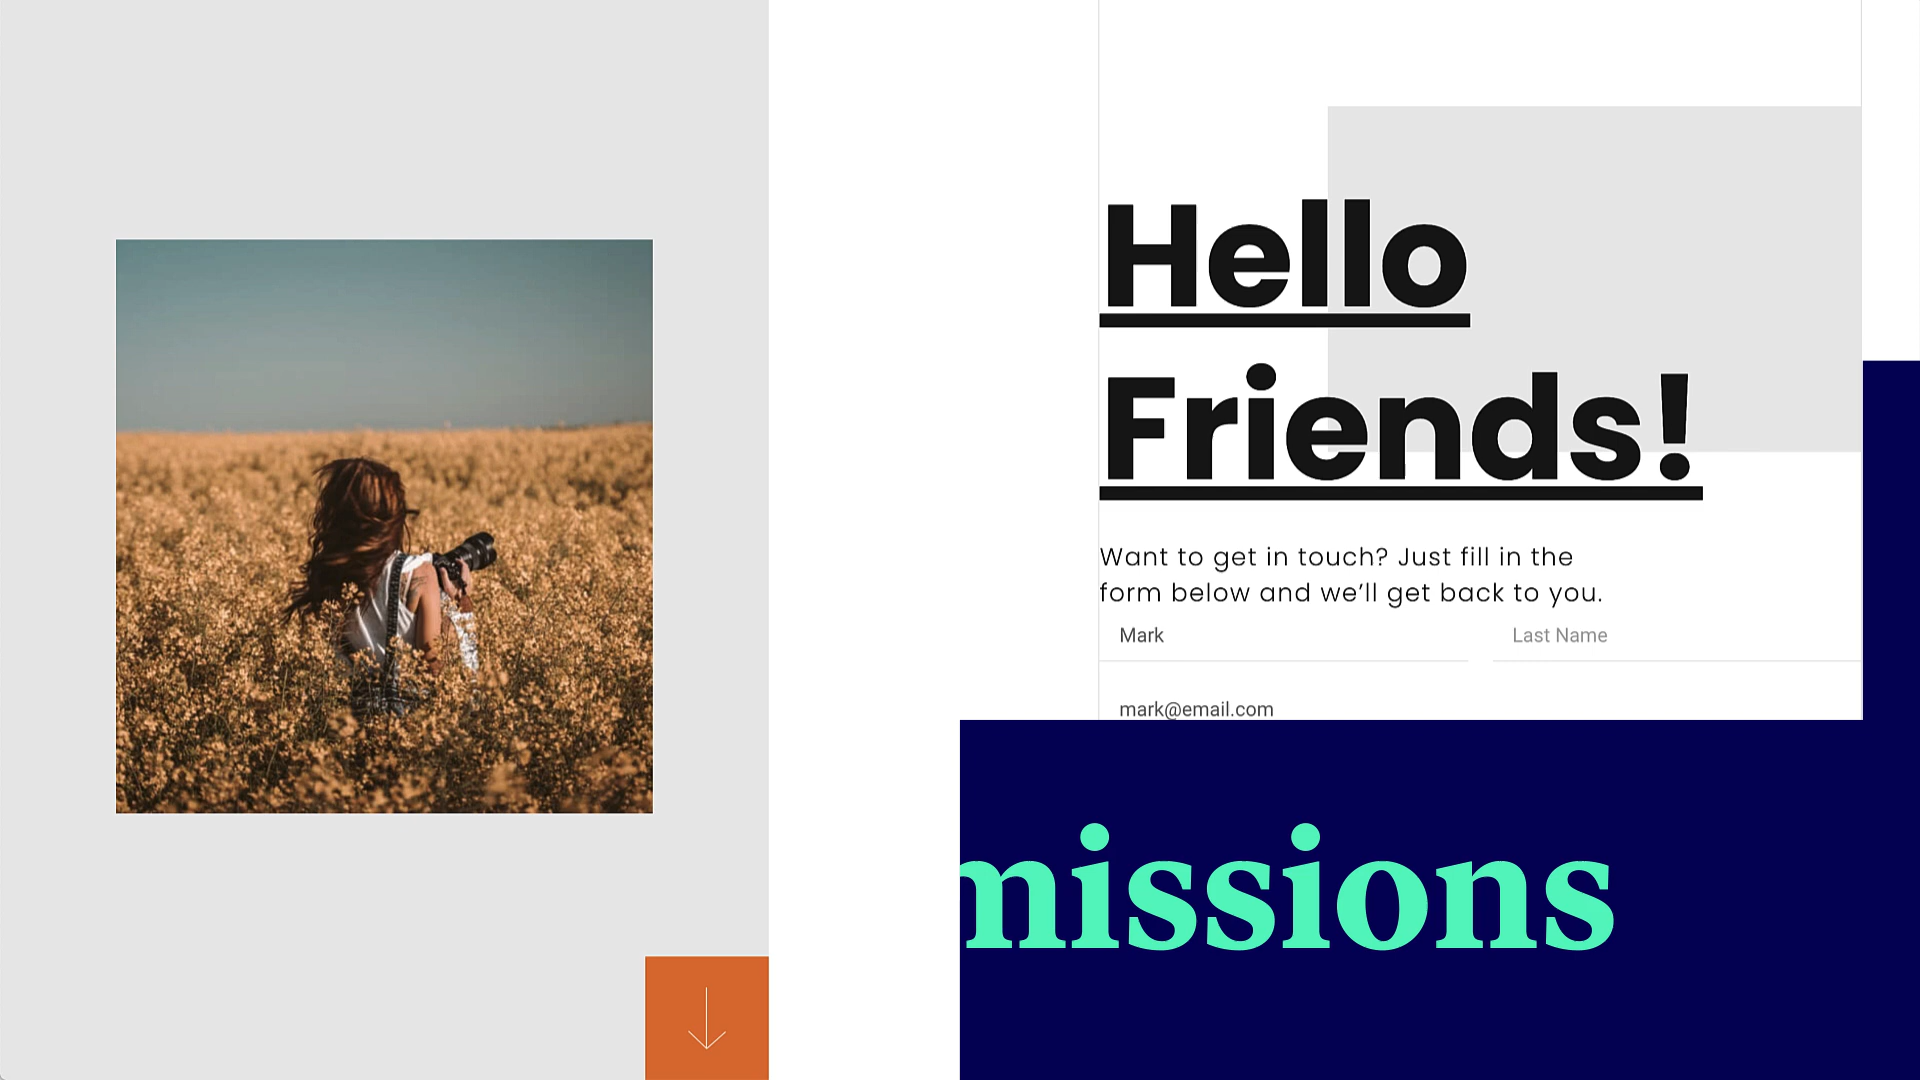 Hello
Friends!
Want to get in touch? Just fill in the
form below and we’ll get back to you.
Mark Last Name
mark@email.com
missions